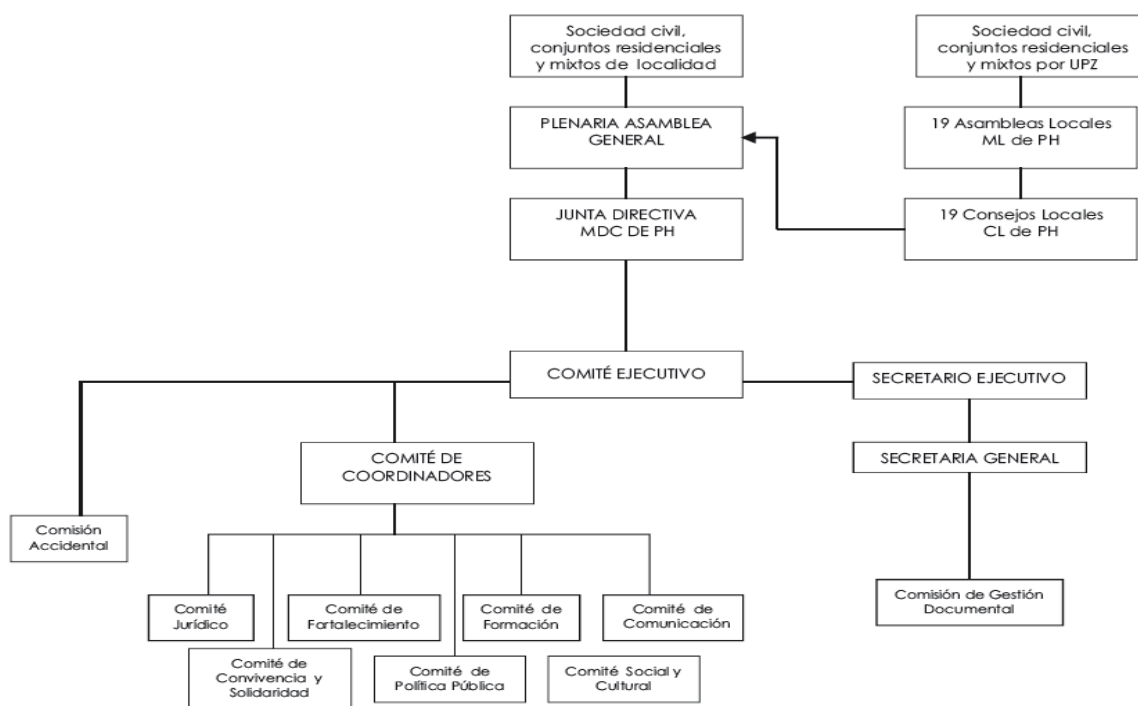 Sociedad civil,
conjuntos residenciales
y mixtos de localidad
Sociedad civil,
conjuntos residenciales
y mixtos por UPZ
PLENARIA ASAMBLEA
GENERAL
19 Asambleas Locales
ML de PH
JUNTA DIRECTIVA
MDC DE PH
19 Consejos Locales
CL de PH
COMITÉ EJECUTIVO
SECRETARIO EJECUTIVO
COMITÉ DE
COORDINADORES
SECRETARIA GENERAL
Comisión
Accidental
Comité
Jurídico
Comité de
Fortalecimiento
Comité de
Formación
Comité de
Comunicación
Comisión de Gestión
Documental
Comité de
Convivencia y
Solidaridad
Comité de
Política Pública
Comité Social y
Cultural